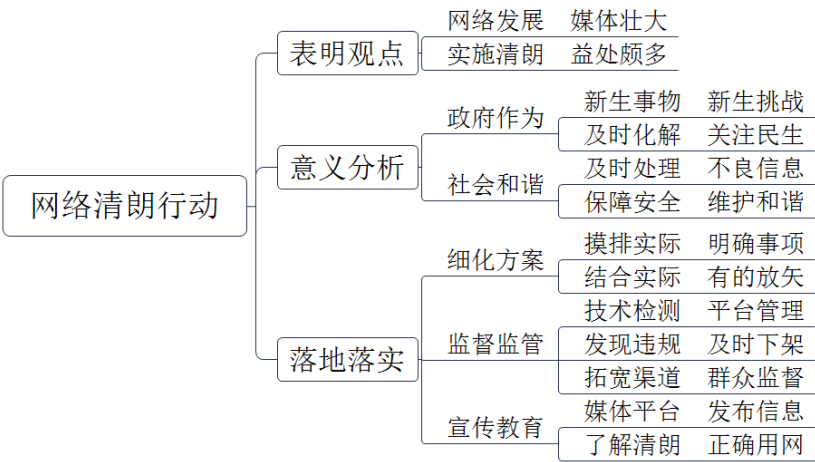 网络清朗行动
表明观点
网络发展 媒体壮大
实施清朗 益处颇多
意义分析
政府作为
新生事物 新生挑战
及时化解 关注民生
社会和谐
及时处理 不良信息
保障安全 维护和谐
落地落实
细化方案
摸排实际 明确事项
结合实际 有的放矢
监督监管
技术检测 平台管理
发现违规 及时下架
拓宽渠道 群众监督
宣传教育
媒体平台 发布信息
了解清朗 正确用网